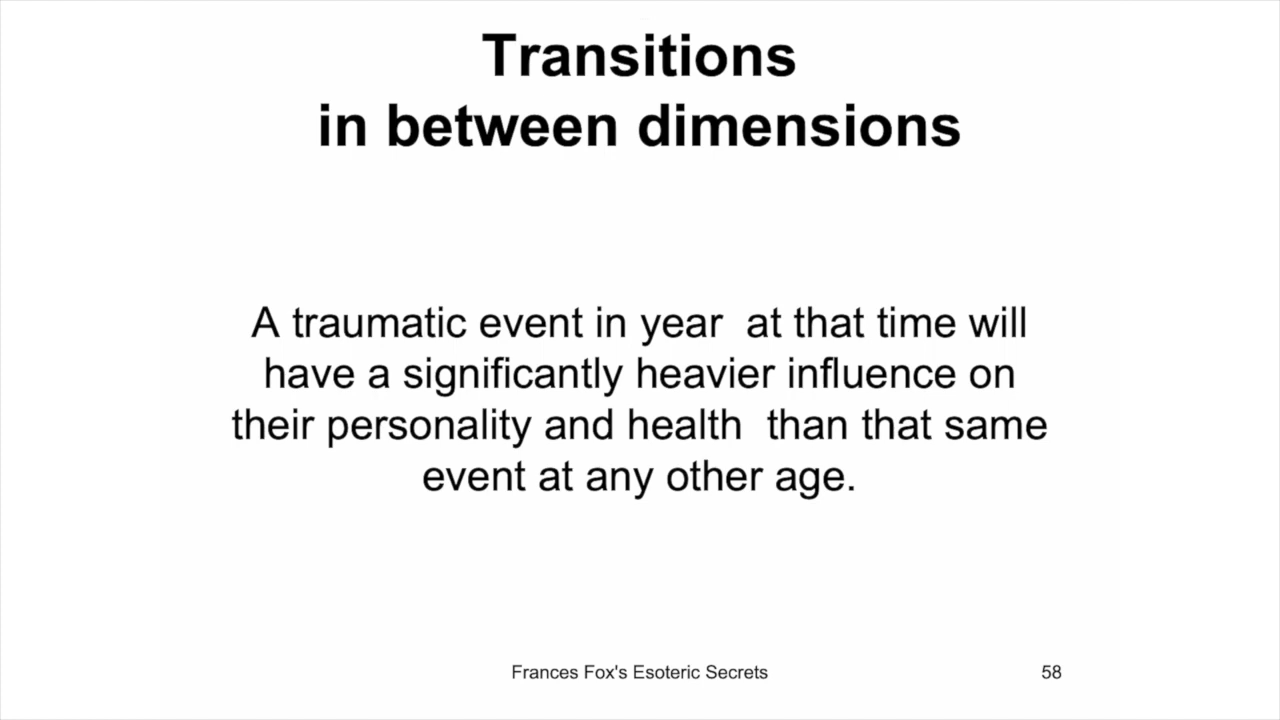 Transitions
in between dimensions
A traumatic event in year  at that time will
have a significantly heavier influence on
their personality and health  than that same
event at any other age.
Frances Fox's Esoteric Secrets
58